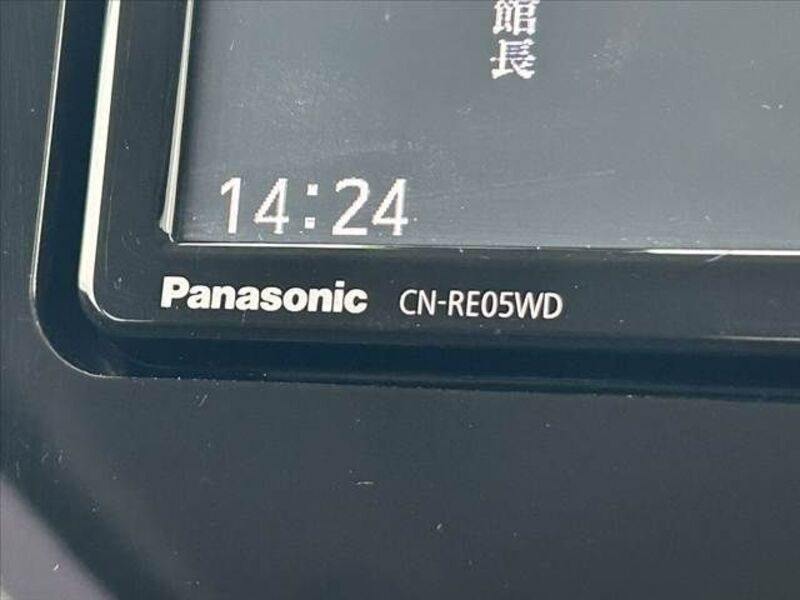 館長
14:24
Panasonic CN-RE05WD